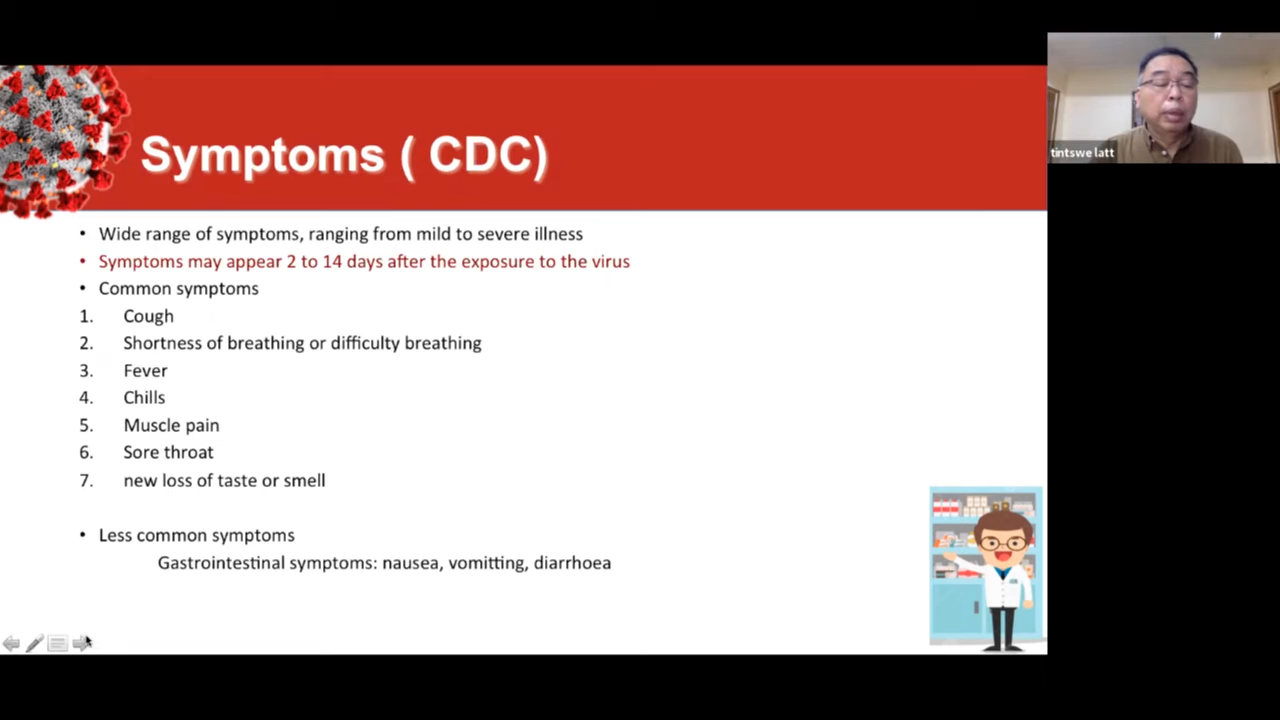 Symptoms ( CDC)
tintswe latt
• Wide range of symptoms, ranging from mild to severe illness
• Symptoms may appear 2 to 14 days after the exposure to the virus
• Common symptoms
1. Cough
2. Shortness of breathing or difficulty breathing
3. Fever
4. Chills
5. Muscle pain
6. Sore throat
7. new loss of taste or smell
• Less common symptoms
Gastrointestinal symptoms: nausea, vomitting, diarrhoea